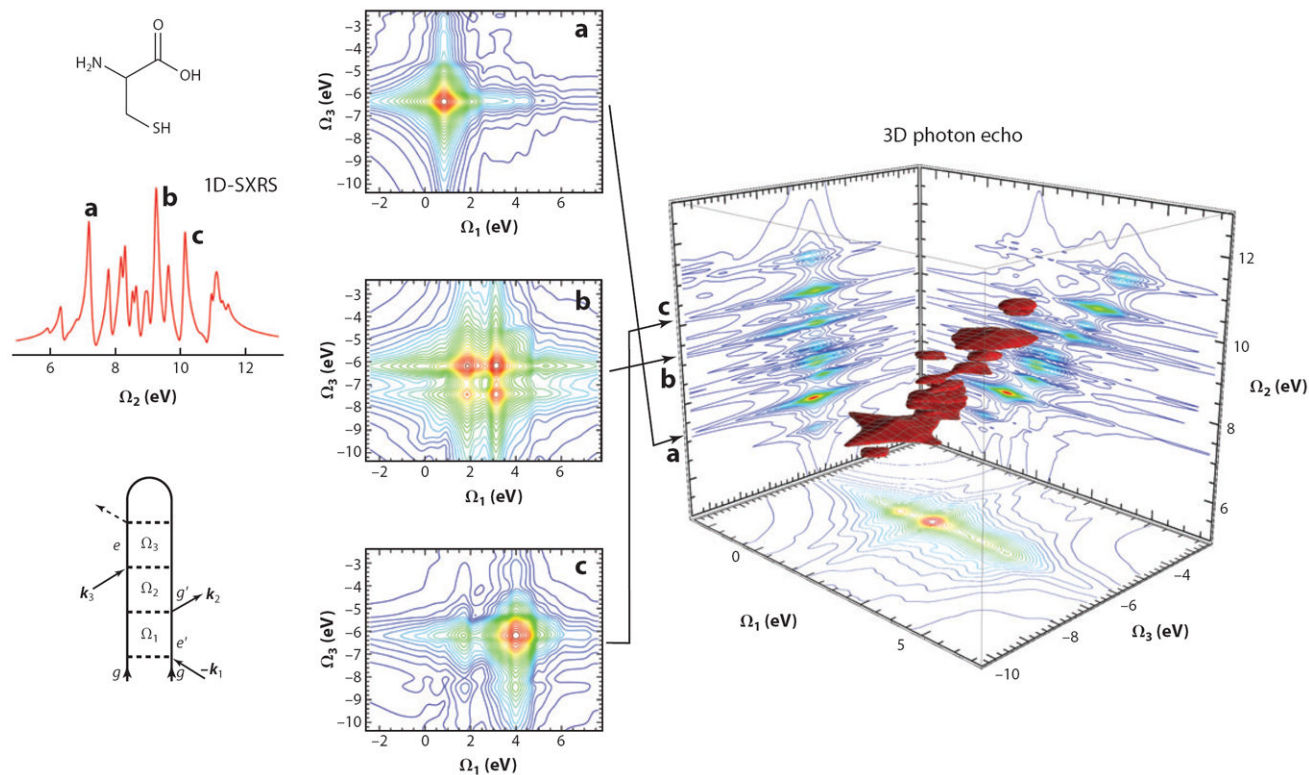 O
H₂N
OH
SH
1D-SXRS
a
b
c
6 8 10 12
Ω₂ (eV)
Ω₃
e
k₃
Ω₂
g'
k₂
Ω₁
e'
g
g
–k₁
a
–3
–4
–5
–6
–7
–8
–9
–10
Ω₃ (eV)
–2 0 2 4 6
Ω₁ (eV)
b
–3
–4
–5
–6
–7
–8
–9
–10
Ω₃ (eV)
–2 0 2 4 6
Ω₁ (eV)
c
–3
–4
–5
–6
–7
–8
–9
–10
Ω₃ (eV)
–2 0 2 4 6
Ω₁ (eV)
3D photon echo
c
b
a
12
10
Ω₂ (eV)
8
6
0
Ω₁ (eV)
5
–4
–6
Ω₃ (eV)
–8
–10